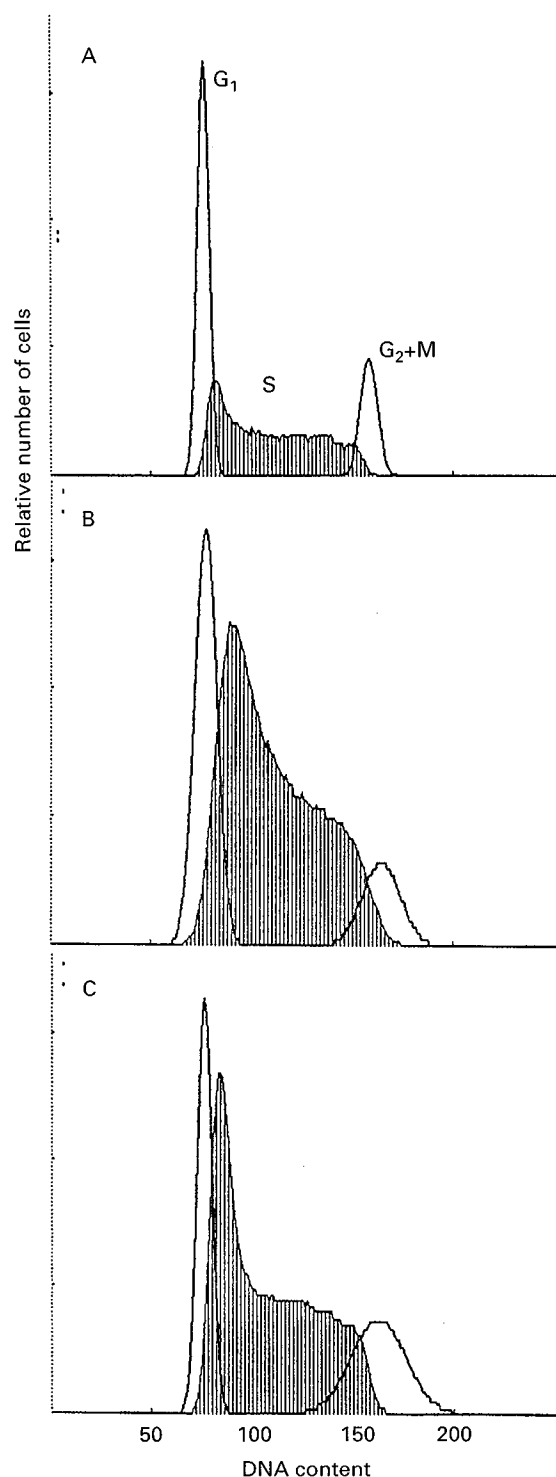 A
G₁
G₂+M
S
Relative number of cells
B
C
50 100 150 200
DNA content